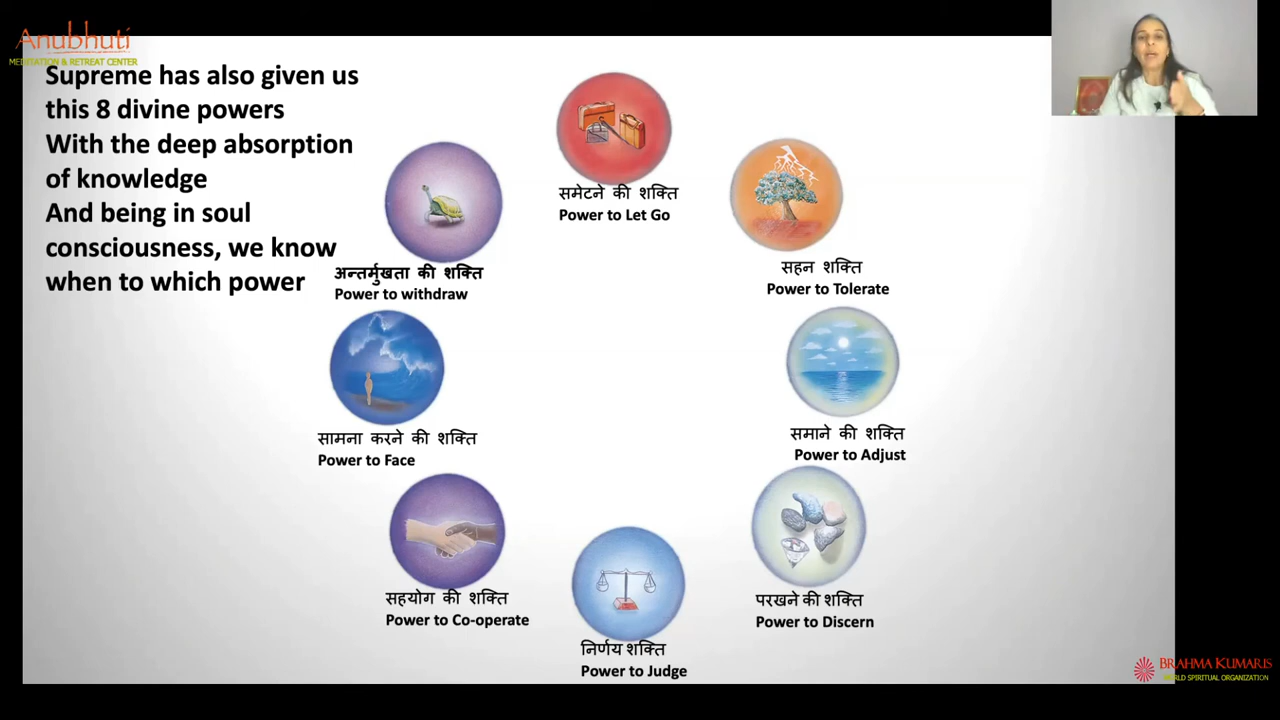 Anubhuti
MEDITATION & RETREAT CENTER
Supreme has also given us
this 8 divine powers
With the deep absorption
of knowledge
And being in soul
consciousness, we know
when to which power
समेटने की शक्ति
Power to Let Go
सहन शक्ति
Power to Tolerate
अन्तर्मुखता की शक्ति
Power to withdraw
समाने की शक्ति
Power to Adjust
सामना करने की शक्ति
Power to Face
परखने की शक्ति
Power to Discern
सहयोग की शक्ति
Power to Co-operate
निर्णय शक्ति
Power to Judge
BRAHMA KUMARIS
WORLD SPIRITUAL ORGANIZATION